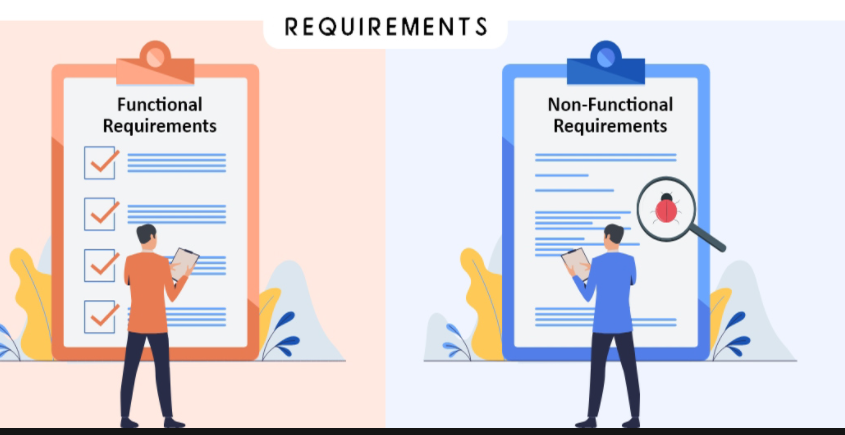 REQUIREMENTS
Functional
Requirements
Non-Functional
Requirements